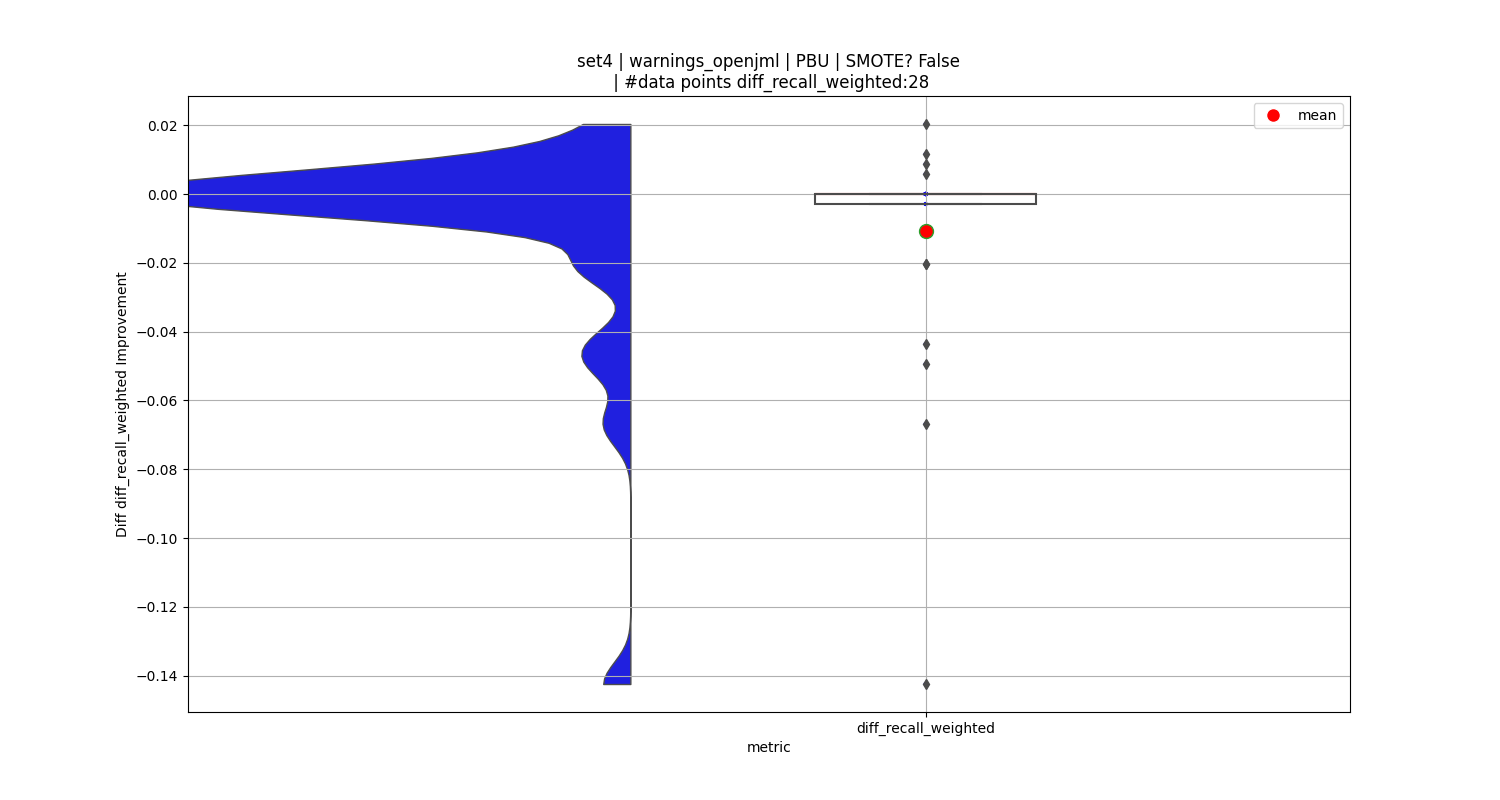 set4 | warnings_openjml | PBU | SMOTE? False
| #data points diff_recall_weighted:28
mean
0.02
0.00
−0.02
−0.04
−0.06
−0.08
−0.10
−0.12
−0.14
Diff diff_recall_weighted Improvement
diff_recall_weighted
metric